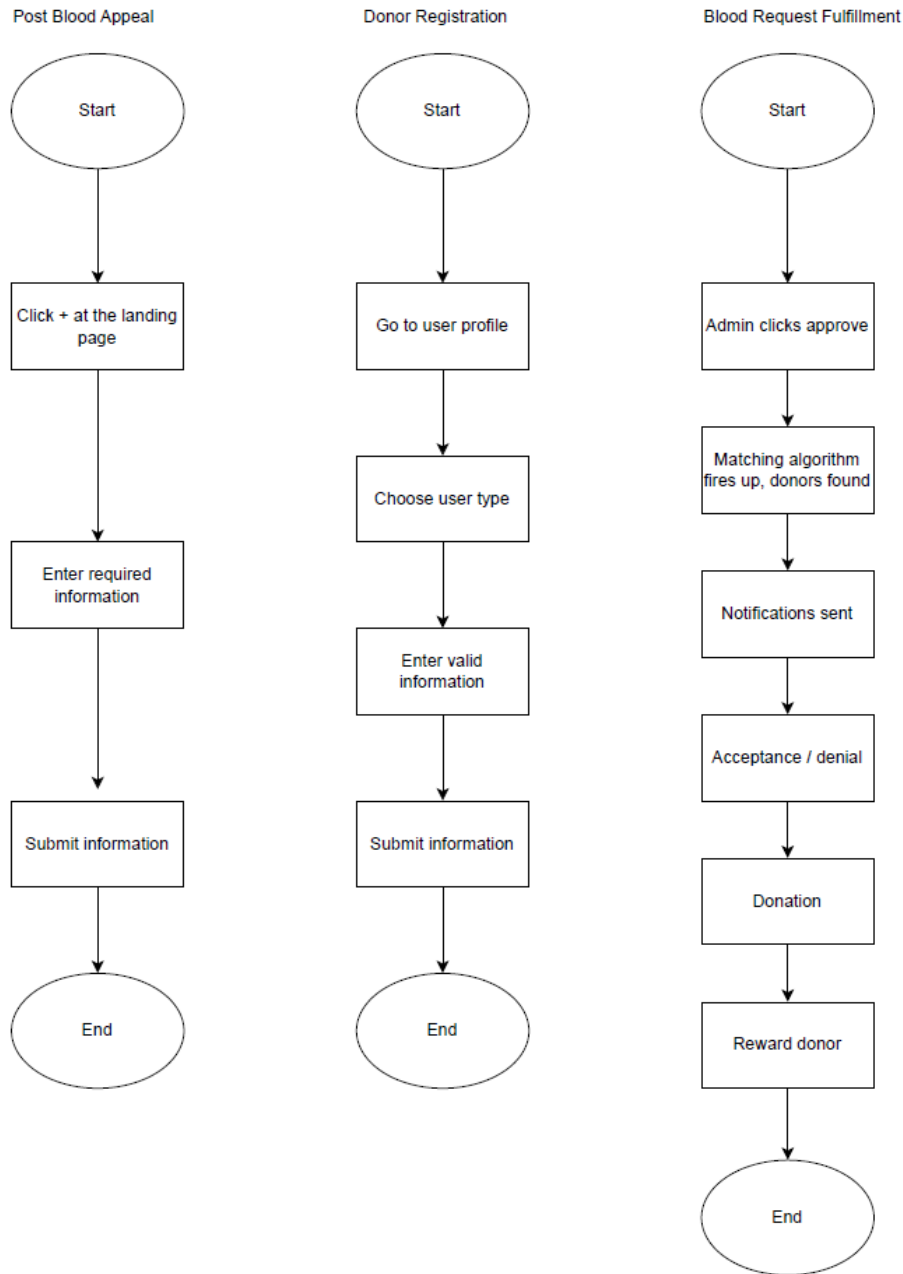 Post Blood Appeal
Start
Click + at the landing
page
Enter required
information
Submit information
End
Donor Registration
Start
Go to user profile
Choose user type
Enter valid
information
Submit information
End
Blood Request Fulfillment
Start
Admin clicks approve
Matching algorithm
fires up, donors found
Notifications sent
Acceptance / denial
Donation
Reward donor
End